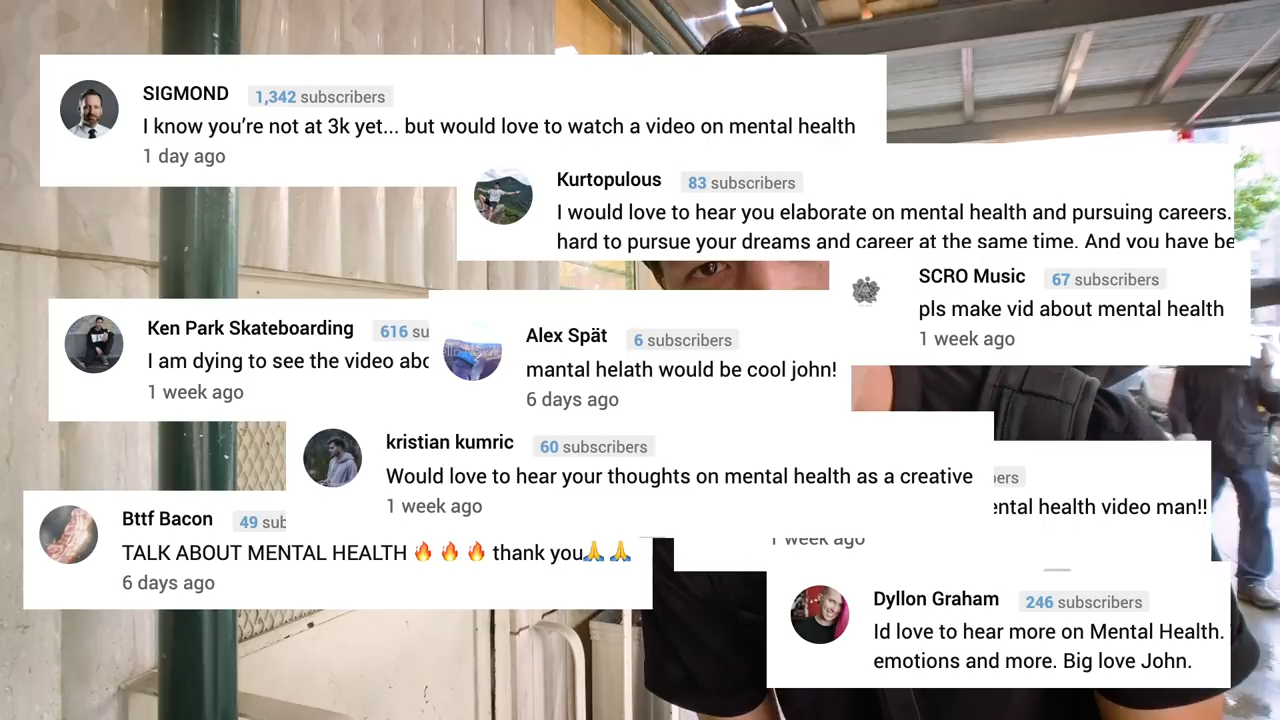 SIGMOND 1,342 subscribers
I know you’re not at 3k yet... but would love to watch a video on mental health
1 day ago
Kurtopulous 83 subscribers
I would love to hear you elaborate on mental health and pursuing careers.
hard to pursue your dreams and career at the same time. And you have be
SCRO Music 67 subscribers
pls make vid about mental health
1 week ago
Ken Park Skateboarding 616 su
I am dying to see the video abo
1 week ago
Alex Spät 6 subscribers
mantal helath would be cool john!
6 days ago
kristian kumric 60 subscribers
Would love to hear your thoughts on mental health as a creative
1 week ago
bers
ental health video man!!
1 week ago
Bttf Bacon 49 sub
TALK ABOUT MENTAL HEALTH 🔥 🔥 🔥 thank you🙏 🙏
6 days ago
Dyllon Graham 246 subscribers
Id love to hear more on Mental Health.
emotions and more. Big love John.